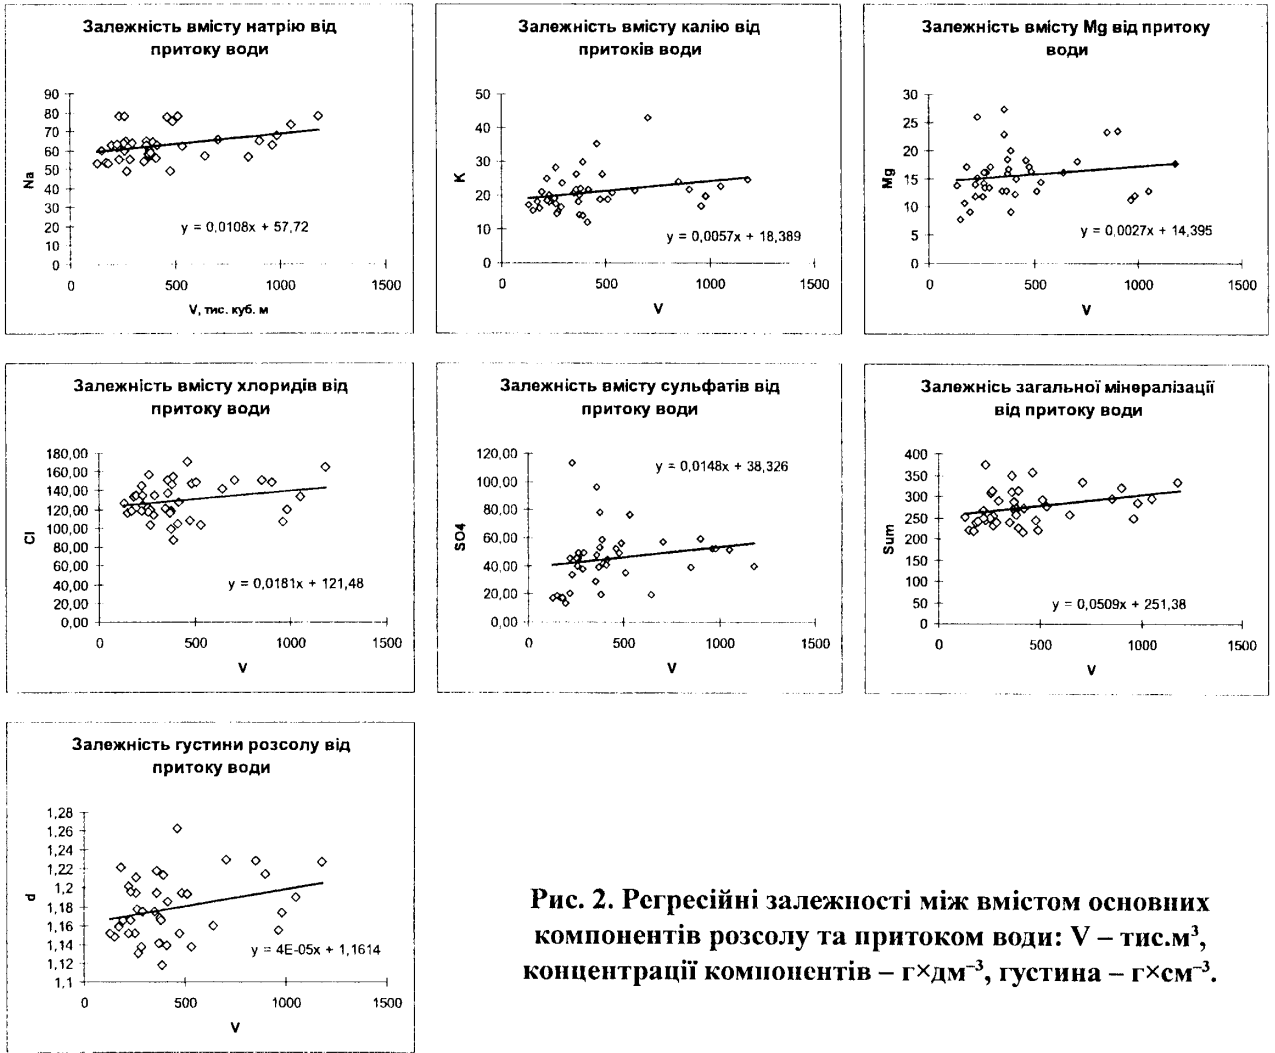 Залежність вмісту натрію від
притоку води
90
80
70
60
50
40
30
20
10
0
Na
y = 0,0108x + 57,72
0
500
1000
1500
V, тис. куб. м
Залежність вмісту калію від
притоків води
50
40
30
20
10
0
K
y = 0,0057x + 18,389
0
500
1000
1500
V
Залежність вмісту Mg від притоку
води
30
25
20
15
10
5
0
Mg
y = 0,0027x + 14,395
0
500
1000
1500
V
Залежність вмісту хлоридів від
притоку води
180,00
160,00
140,00
120,00
100,00
80,00
60,00
40,00
20,00
0,00
Cl
y = 0,0181x + 121,48
0
500
1000
1500
V
Залежність вмісту сульфатів від
притоку води
120,00
100,00
80,00
60,00
40,00
20,00
0,00
SO4
y = 0,0148x + 38,326
0
500
1000
1500
V
Залежнісь загальної мінералізації
від притоку води
400
350
300
250
200
150
100
50
0
Sum
y = 0,0509x + 251,38
0
500
1000
1500
V
Залежність густини розсолу від
притоку води
1,28
1,26
1,24
1,22
1,2
1,18
1,16
1,14
1,12
1,1
d
y = 4E-05x + 1,1614
0
500
1000
1500
V
Рис. 2. Регресійні залежності між вмістом основних
компонентів розсолу та притоком води: V – тис.м³,
концентрації компонентів – г×дм⁻³, густина – г×см⁻³.